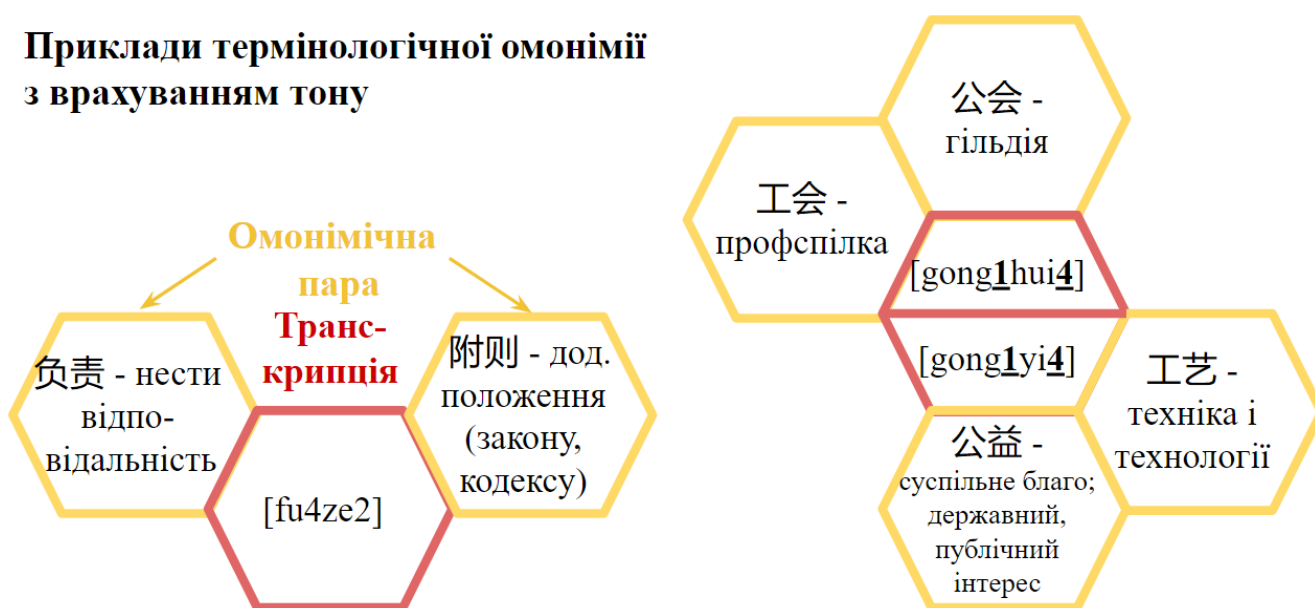 Приклади термінологічної омонімії
з врахуванням тону
Омонімічна
пара
Транс-
крипція
负责 - нести
відпо-
відальність
[fu4ze2]
附则 - дод.
положення
(закону,
кодексу)
公会 -
гільдія
工会 -
профспілка
[gong1hui4]
[gong1yi4]
工艺 -
техніка і
технології
公益 -
суспільне благо;
державний,
публічний
інтерес